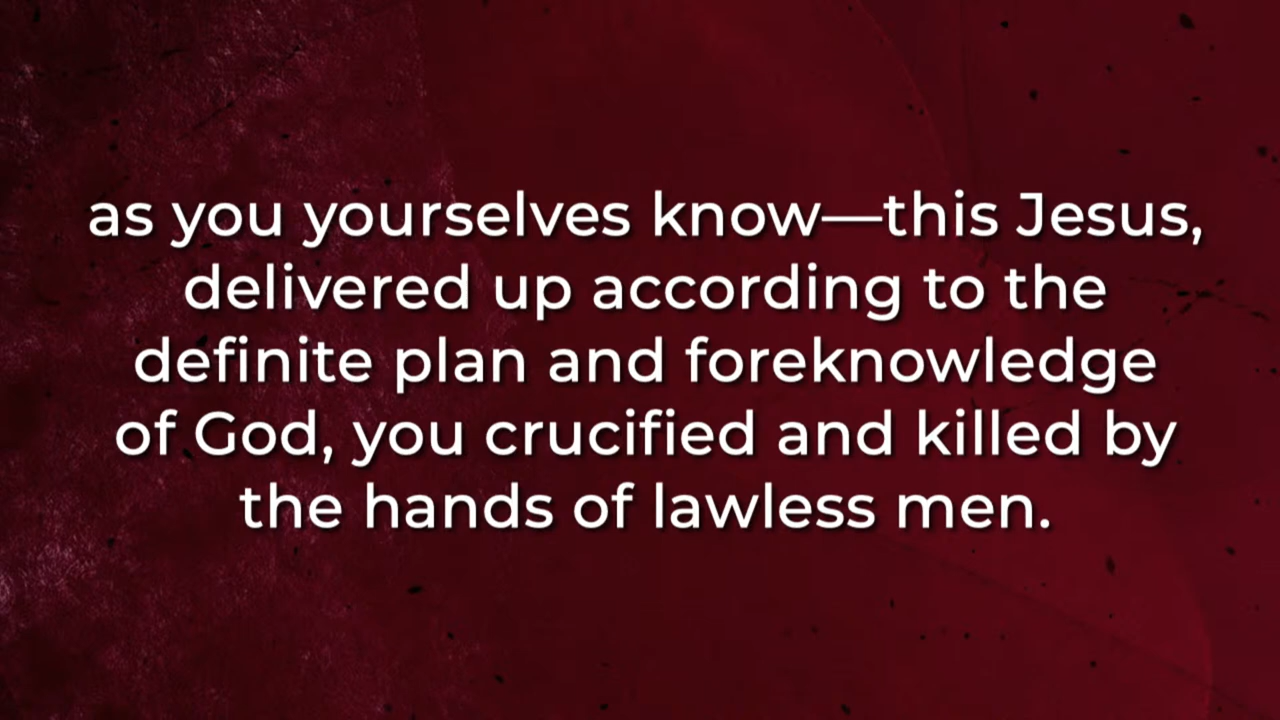 as you yourselves know—this Jesus,
delivered up according to the
definite plan and foreknowledge
of God, you crucified and killed by
the hands of lawless men.